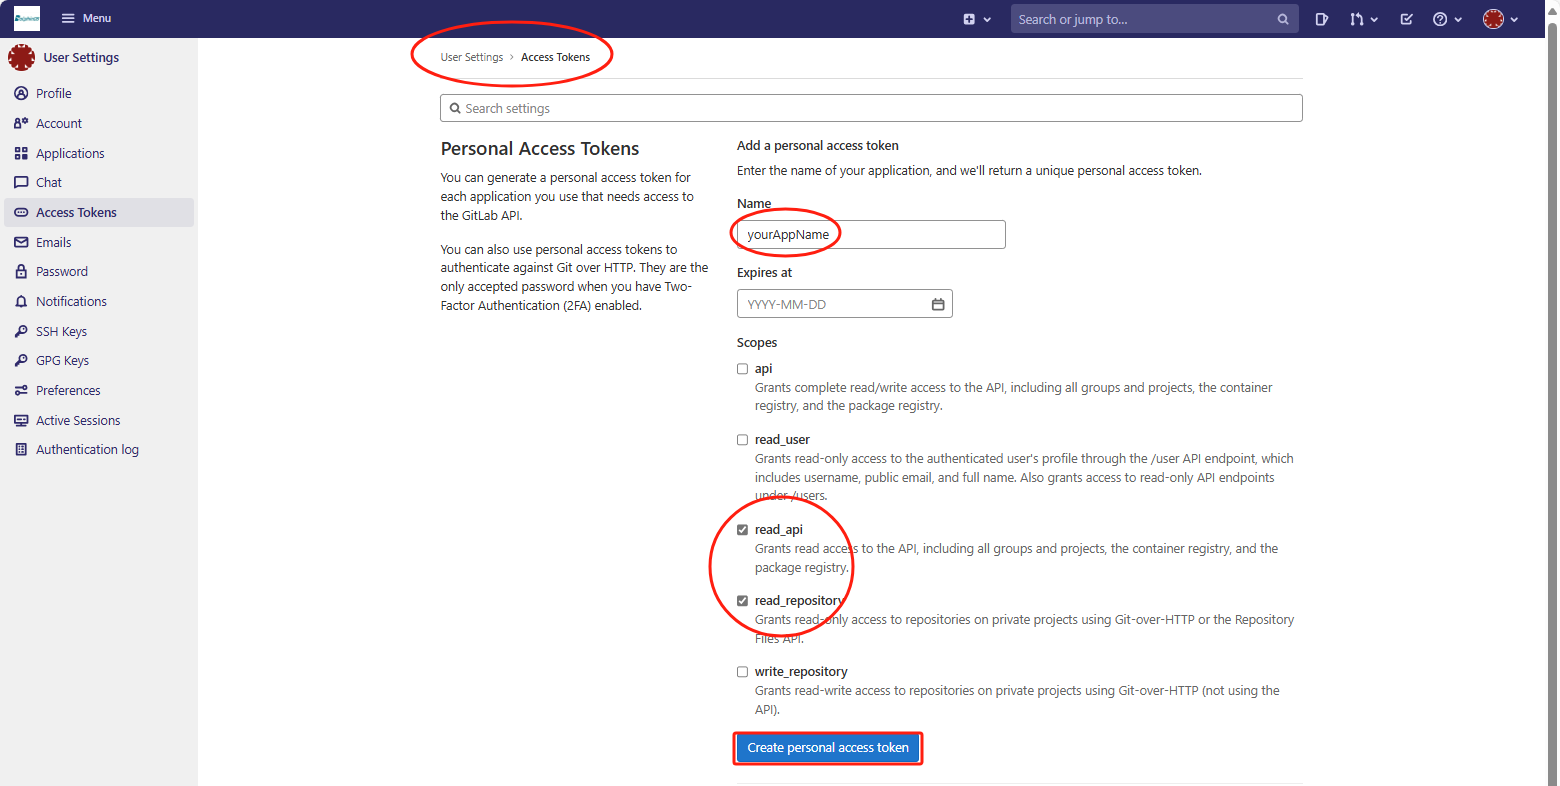 Menu
Search or jump to...
User Settings
Profile
Account
Applications
Chat
Access Tokens
Emails
Password
Notifications
SSH Keys
GPG Keys
Preferences
Active Sessions
Authentication log
User Settings › Access Tokens
Search settings
Personal Access Tokens
You can generate a personal access token for
each application you use that needs access to
the GitLab API.
You can also use personal access tokens to
authenticate against Git over HTTP. They are the
only accepted password when you have Two-
Factor Authentication (2FA) enabled.
Add a personal access token
Enter the name of your application, and we'll return a unique personal access token.
Name
yourAppName
Expires at
YYYY-MM-DD
Scopes
api
Grants complete read/write access to the API, including all groups and projects, the container
registry, and the package registry.
read_user
Grants read-only access to the authenticated user's profile through the /user API endpoint, which
includes username, public email, and full name. Also grants access to read-only API endpoints
under /users.
read_api
Grants read access to the API, including all groups and projects, the container registry, and the
package registry.
read_repository
Grants read-only access to repositories on private projects using Git-over-HTTP or the Repository
Files API.
write_repository
Grants read-write access to repositories on private projects using Git-over-HTTP (not using the
API).
Create personal access token